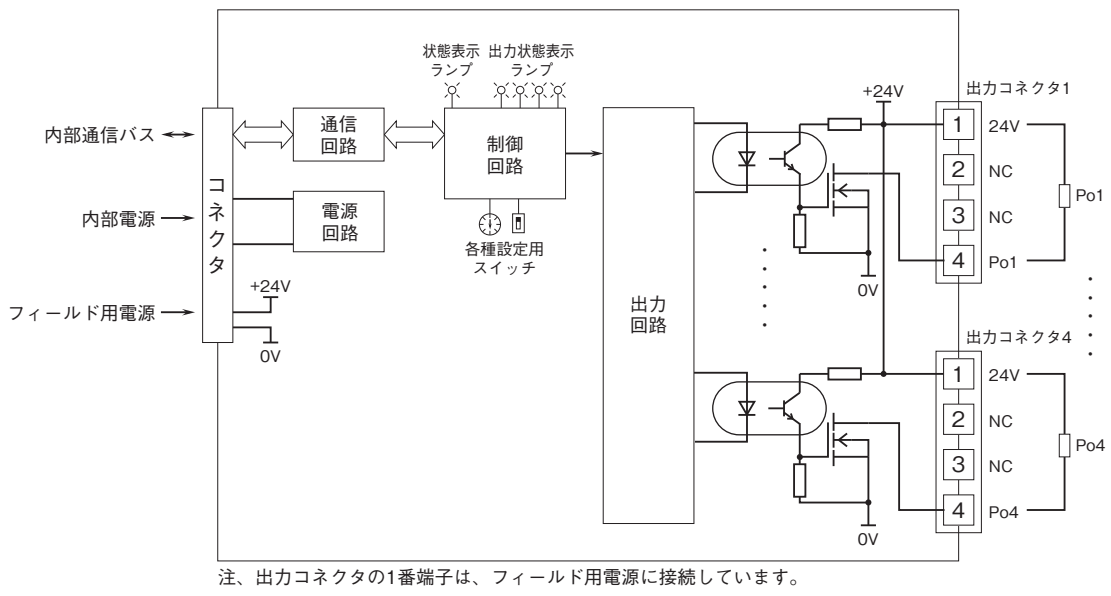 状態表示
ランプ
出力状態表示
ランプ
内部通信バス
通信
回路
制御
回路
コネクタ
内部電源
電源
回路
各種設定用
スイッチ
フィールド用電源
+24V
0V
出力
回路
+24V
0V
出力コネクタ1
1 24V
2 NC
3 NC
4 Po1
Po1
0V
出力コネクタ4
1 24V
2 NC
3 NC
4 Po4
Po4
注、出力コネクタの1番端子は、フィールド用電源に接続しています。